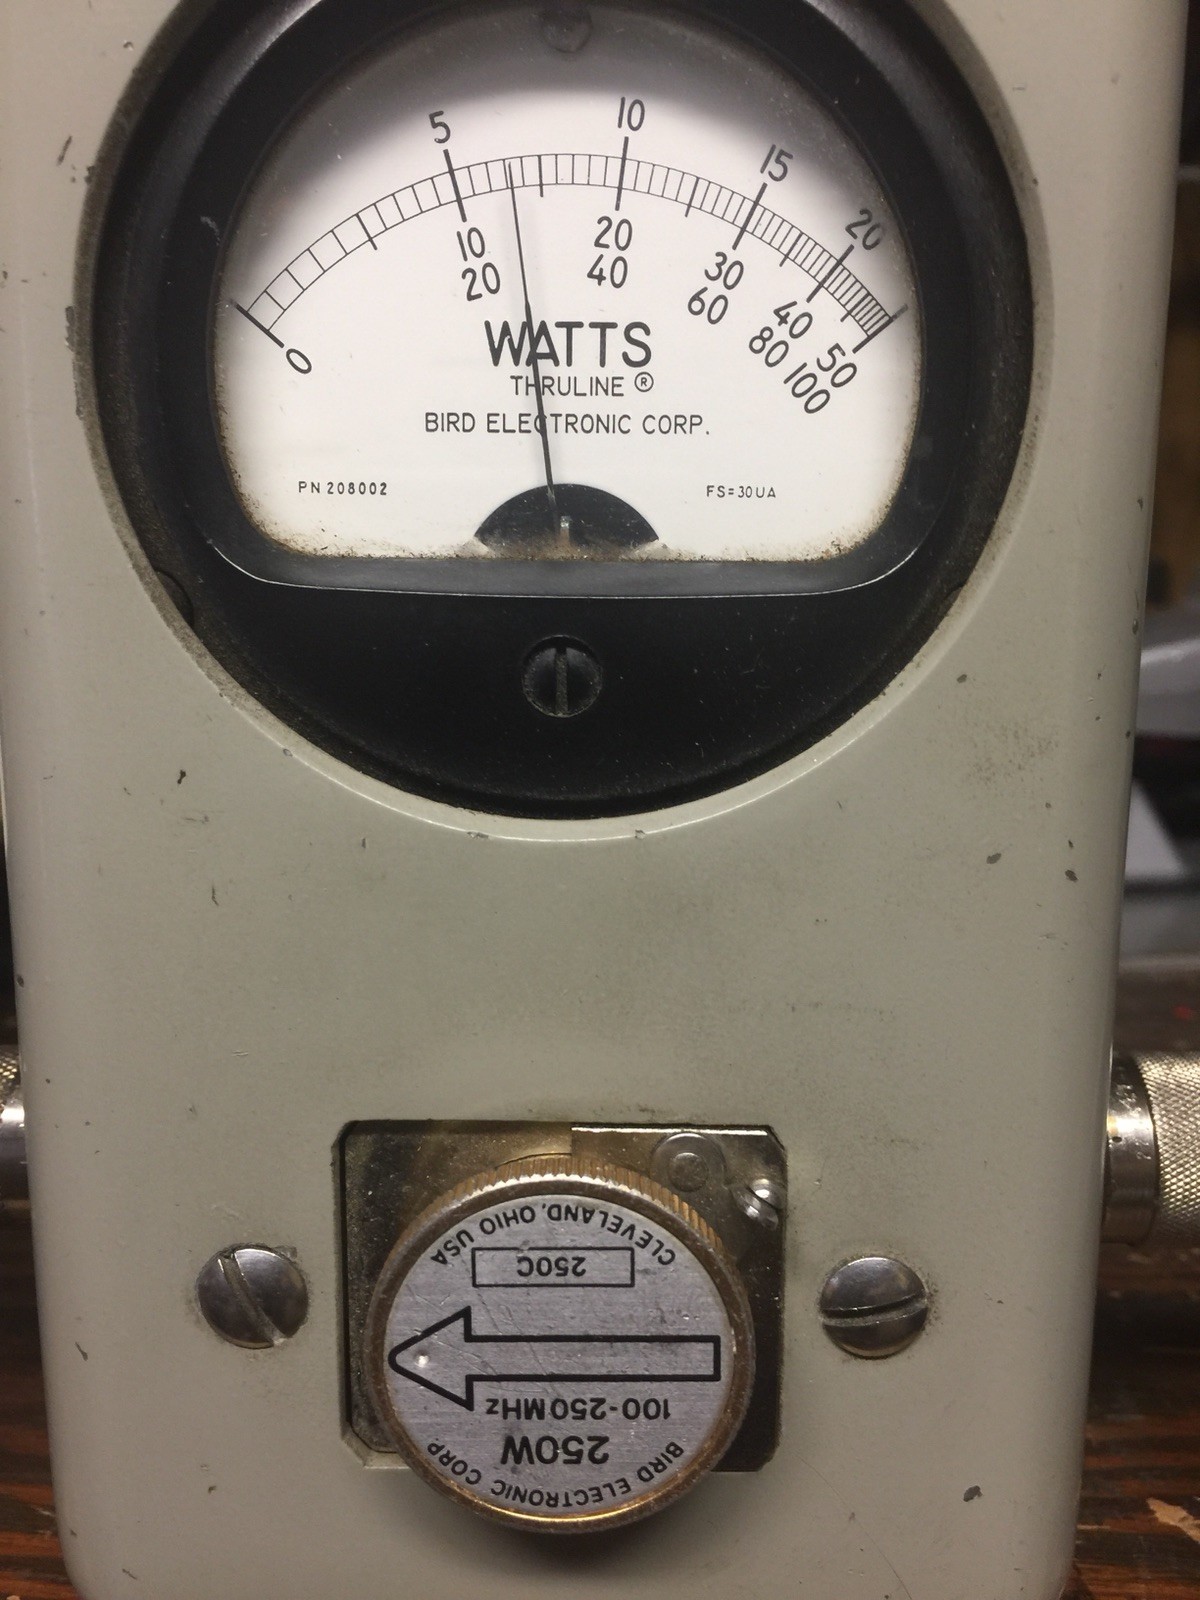 5 10 15 20
10 20 30 40 50
0 20 40 60 80 100
WATTS
THRULINE ®
BIRD ELECTRONIC CORP.
PN 208002 FS=30UA
CLEVELAND, OHIO USA
250C
100-250MHz
250W
BIRD ELECTRONIC CORP.